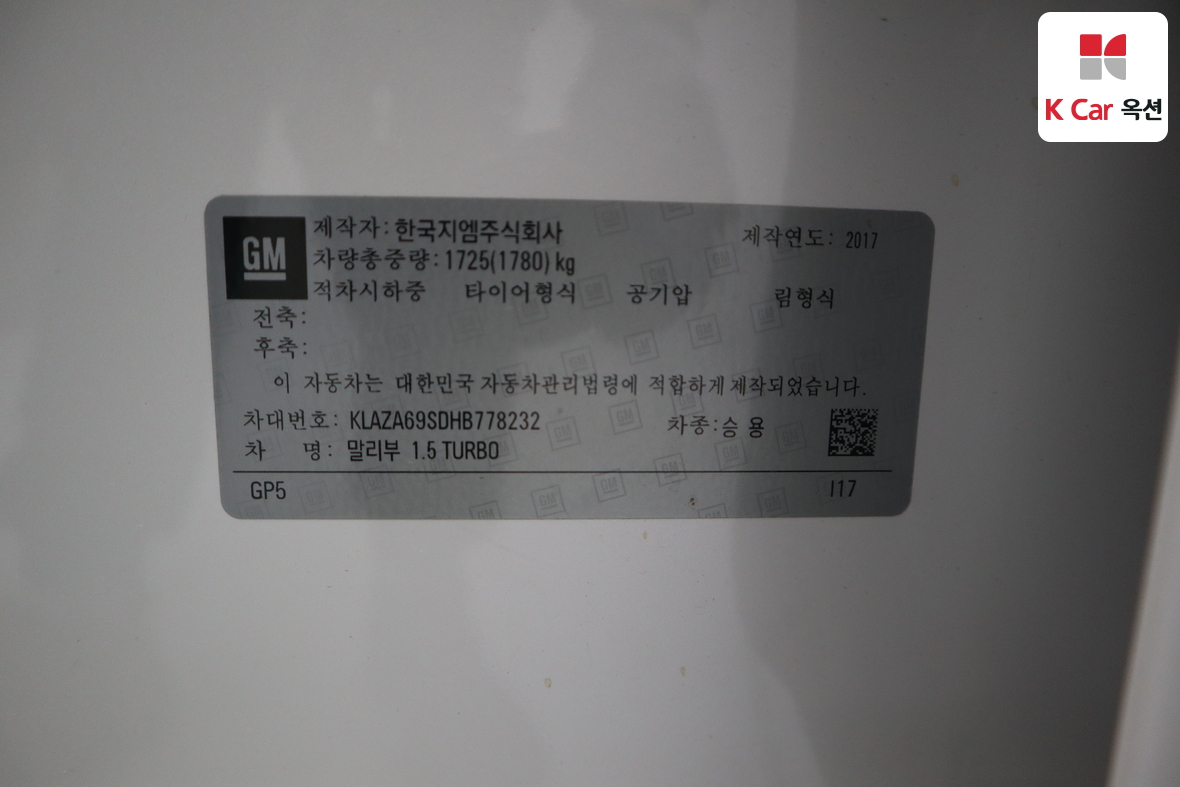 K Car 옥션
GM
제작자: 한국지엠주식회사 제작연도: 2017
차량총중량: 1725(1780) kg
적차시하중 타이어형식 공기압 림형식
전축:
후축:
이 자동차는 대한민국 자동차관리법령에 적합하게 제작되었습니다.
차대번호: KLAZA69SDHB778232 차종: 승 용
차 명: 말리부 1.5 TURBO
GP5 I17